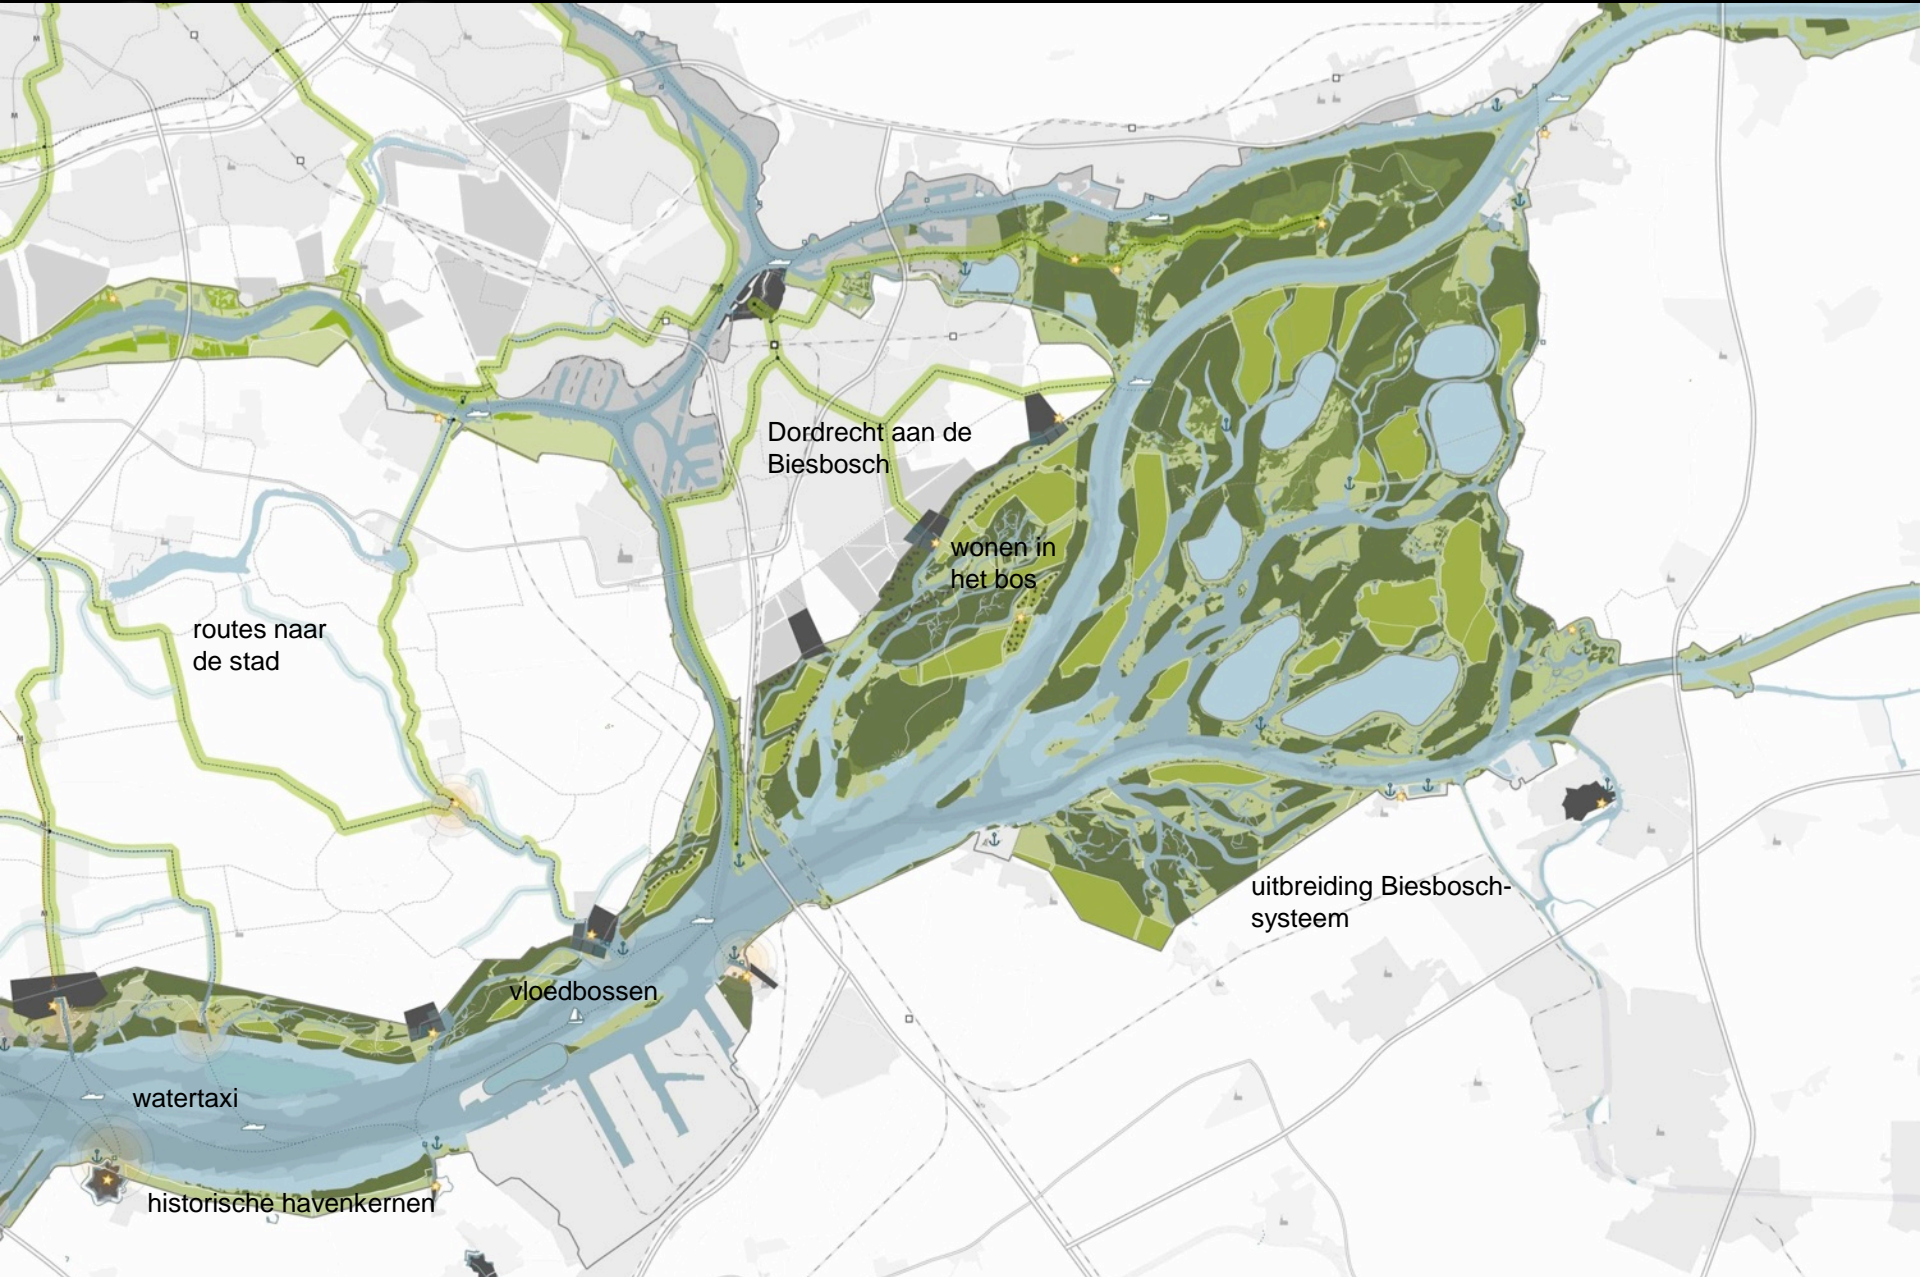 Dordrecht aan de
Biesbosch
wonen in
het bos
routes naar
de stad
uitbreiding Biesbosch-
systeem
vloedbossen
watertaxi
historische havenkernen